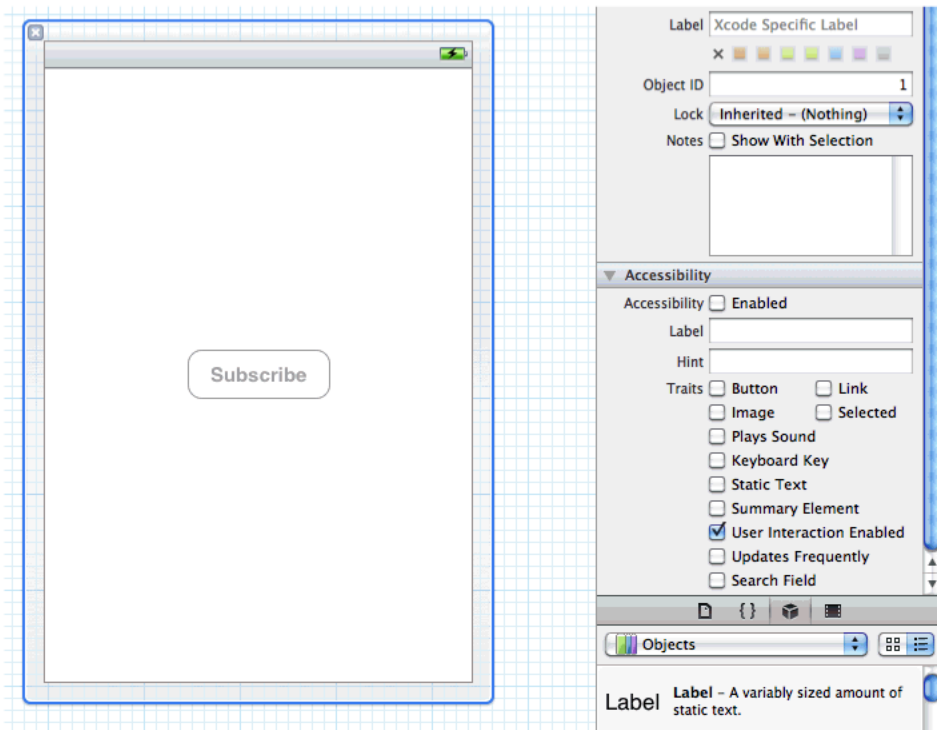 Subscribe
Label Xcode Specific Label
Object ID 1
Lock Inherited – (Nothing)
Notes Show With Selection
Accessibility
Accessibility Enabled
Label
Hint
Traits Button Link
Image Selected
Plays Sound
Keyboard Key
Static Text
Summary Element
User Interaction Enabled
Updates Frequently
Search Field
{}
Objects
Label Label – A variably sized amount of
static text.